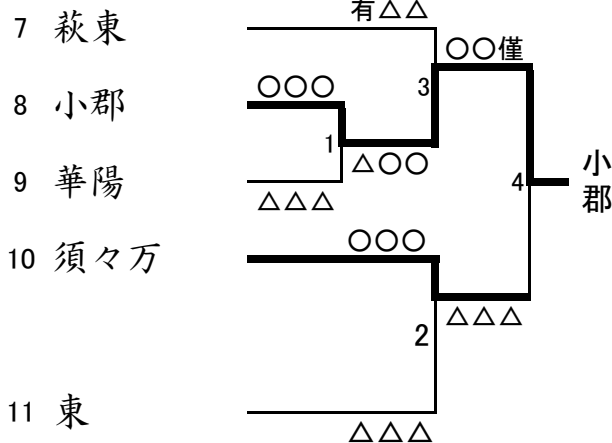 有△△
7 萩東
○○僅
3
○○○
8 小郡
1
△○○
9 華陽
△△△
4
小郡
○○○
10 須々万
△△△
2
11 東
△△△